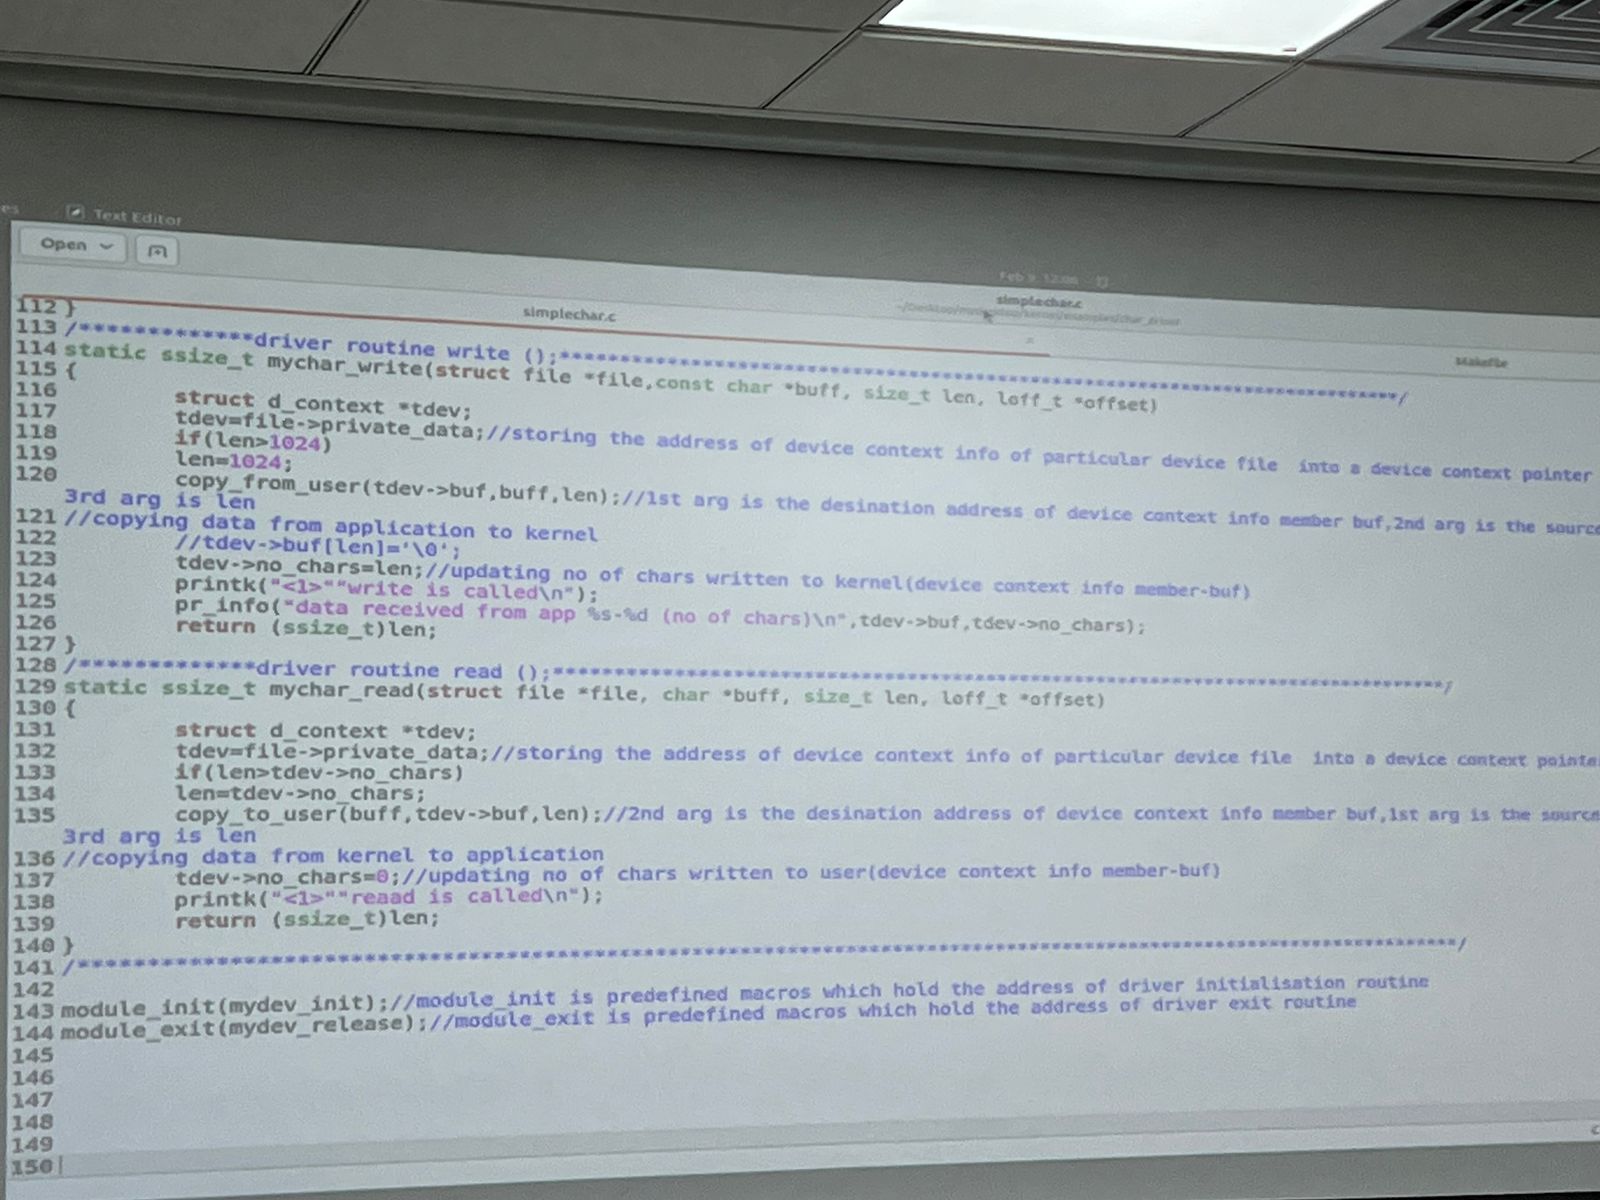 es Text Editor
Open
Feb 9 12:06
simplechar.c
simplechar.c
Makefile
112 }
113 /*************driver routine write ();*******************************************************************************************/
114 static ssize_t mychar_write(struct file *file,const char *buff, size_t len, loff_t *offset)
115 {
116         struct d_context *tdev;
117         tdev=file->private_data;//storing the address of device context info of particular device file  into a device context pointer
118         if(len>1024)
119         len=1024;
120         copy_from_user(tdev->buf,buff,len);//1st arg is the desination address of device context info member buf,2nd arg is the source
3rd arg is len
121 //copying data from application to kernel
122         //tdev->buf[len]='\0';
123         tdev->no_chars=len;//updating no of chars written to kernel(device context info member-buf)
124         printk("<1>""write is called\n");
125         pr_info("data received from app %s-%d (no of chars)\n",tdev->buf,tdev->no_chars);
126         return (ssize_t)len;
127 }
128 /*************driver routine read ();*******************************************************************************************/
129 static ssize_t mychar_read(struct file *file, char *buff, size_t len, loff_t *offset)
130 {
131         struct d_context *tdev;
132         tdev=file->private_data;//storing the address of device context info of particular device file  into a device context pointe
133         if(len>tdev->no_chars)
134         len=tdev->no_chars;
135         copy_to_user(buff,tdev->buf,len);//2nd arg is the desination address of device context info member buf,1st arg is the source
3rd arg is len
136 //copying data from kernel to application
137         tdev->no_chars=0;//updating no of chars written to user(device context info member-buf)
138         printk("<1>""reaad is called\n");
139         return (ssize_t)len;
140 }
141 /***************************************************************************************************************************/
142
143 module_init(mydev_init);//module_init is predefined macros which hold the address of driver initialisation routine
144 module_exit(mydev_release);//module_exit is predefined macros which hold the address of driver exit routine
145
146
147
148
149
150